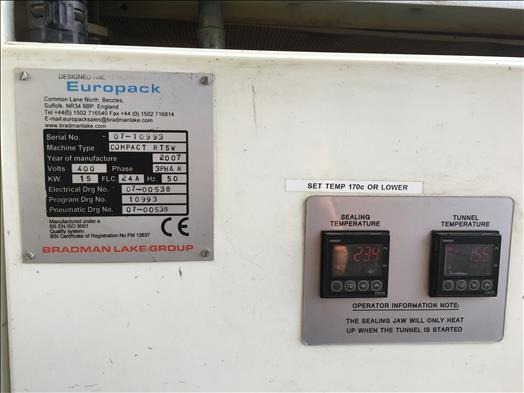 DESIGNED AND
Europack
Common Lane North, Beccles,
Suffolk. NR34 9BP. England
Tel +44(0) 1502 716540 Fax +44 (0) 1502 716814
E-mail:europacksales@bradmanlake.com
www.bradmanlake.com
Serial No. 07-10993
Machine Type COMPACT RTSW
Year of manufacture 2007
Volts 400 Phase 3PH& N
KW. 15 FLC. 24A Hz. 50
Electrical Drg No. 07-00538
Program Drg No. 10993
Pneumatic Drg No. 07-00538
Manufactured under a
BS EN ISO 9001
Quality system
BSI Certificate of Registration No FM 13637
CE
BRADMAN LAKE GROUP
SET TEMP 170c OR LOWER
SEALING
TEMPERATURE
TUNNEL
TEMPERATURE
omron
234
PV
omron
155
PV
OPERATOR INFORMATION NOTE:
THE SEALING JAW WILL ONLY HEAT
UP WHEN THE TUNNEL IS STARTED